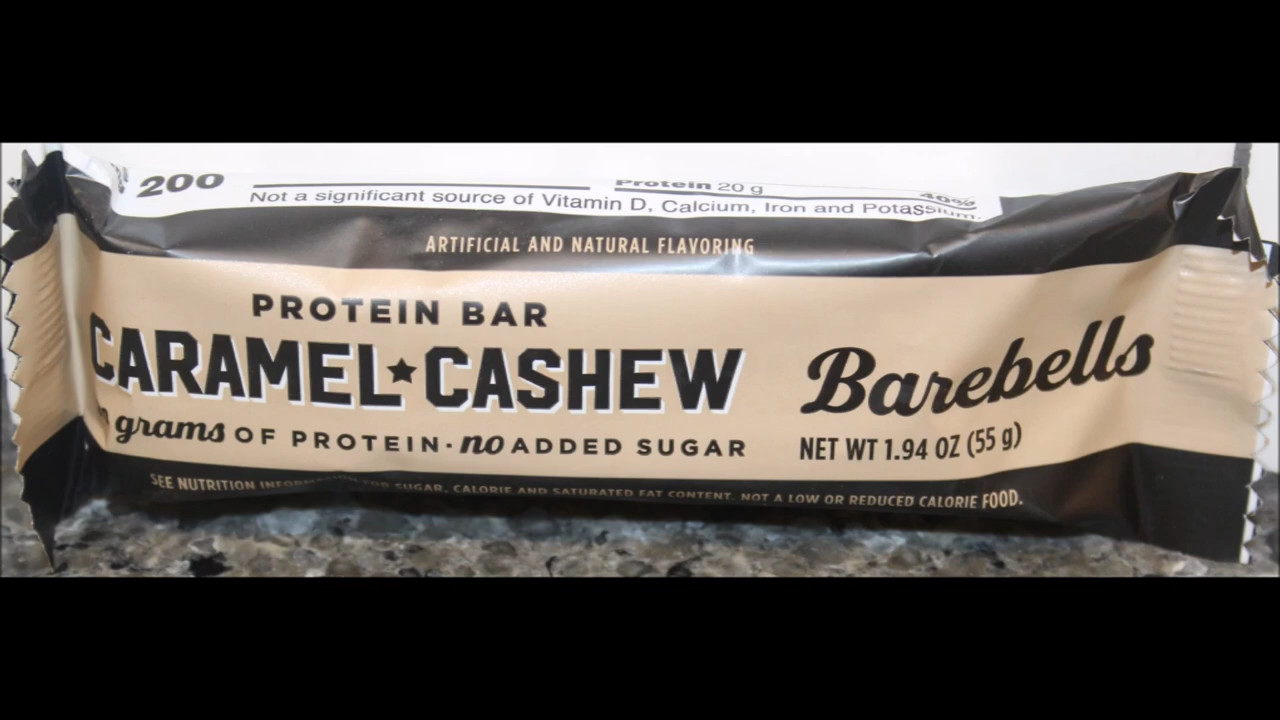 200
Protein 20 g 40%
Not a significant source of Vitamin D, Calcium, Iron and Potassium.
ARTIFICIAL AND NATURAL FLAVORING
PROTEIN BAR
CARAMEL★CASHEW
Barebells
grams OF PROTEIN · no ADDED SUGAR
NET WT 1.94 OZ (55 g)
SEE NUTRITION INFORMATION FOR SUGAR, CALORIE AND SATURATED FAT CONTENT. NOT A LOW OR REDUCED CALORIE FOOD.